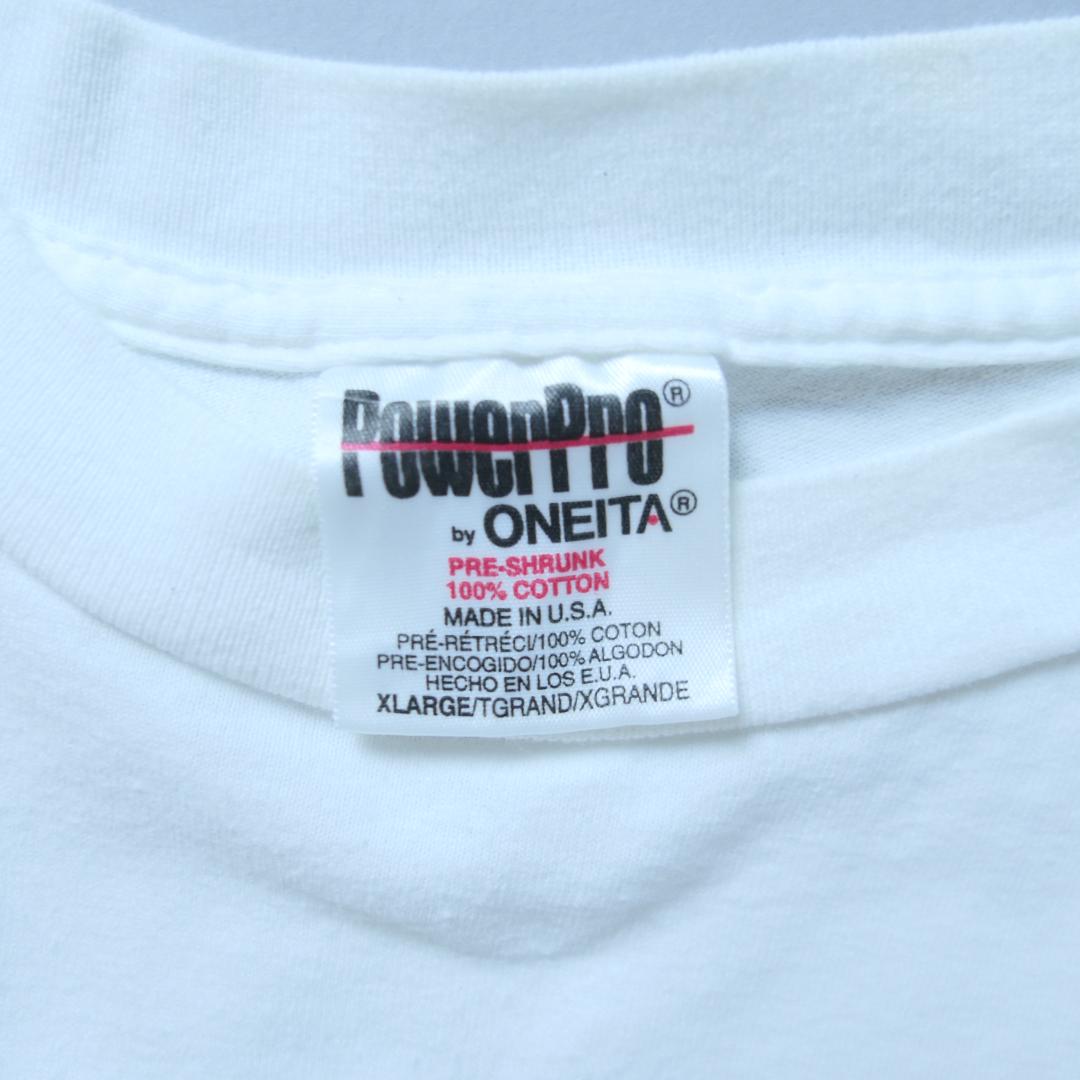 PowerPro®
by ONEITA®
PRE-SHRUNK
100% COTTON
MADE IN U.S.A.
PRÉ-RÉTRÉCI/100% COTON
PRE-ENCOGIDO/100% ALGODON
HECHO EN LOS E.U.A.
XLARGE/TGRAND/XGRANDE